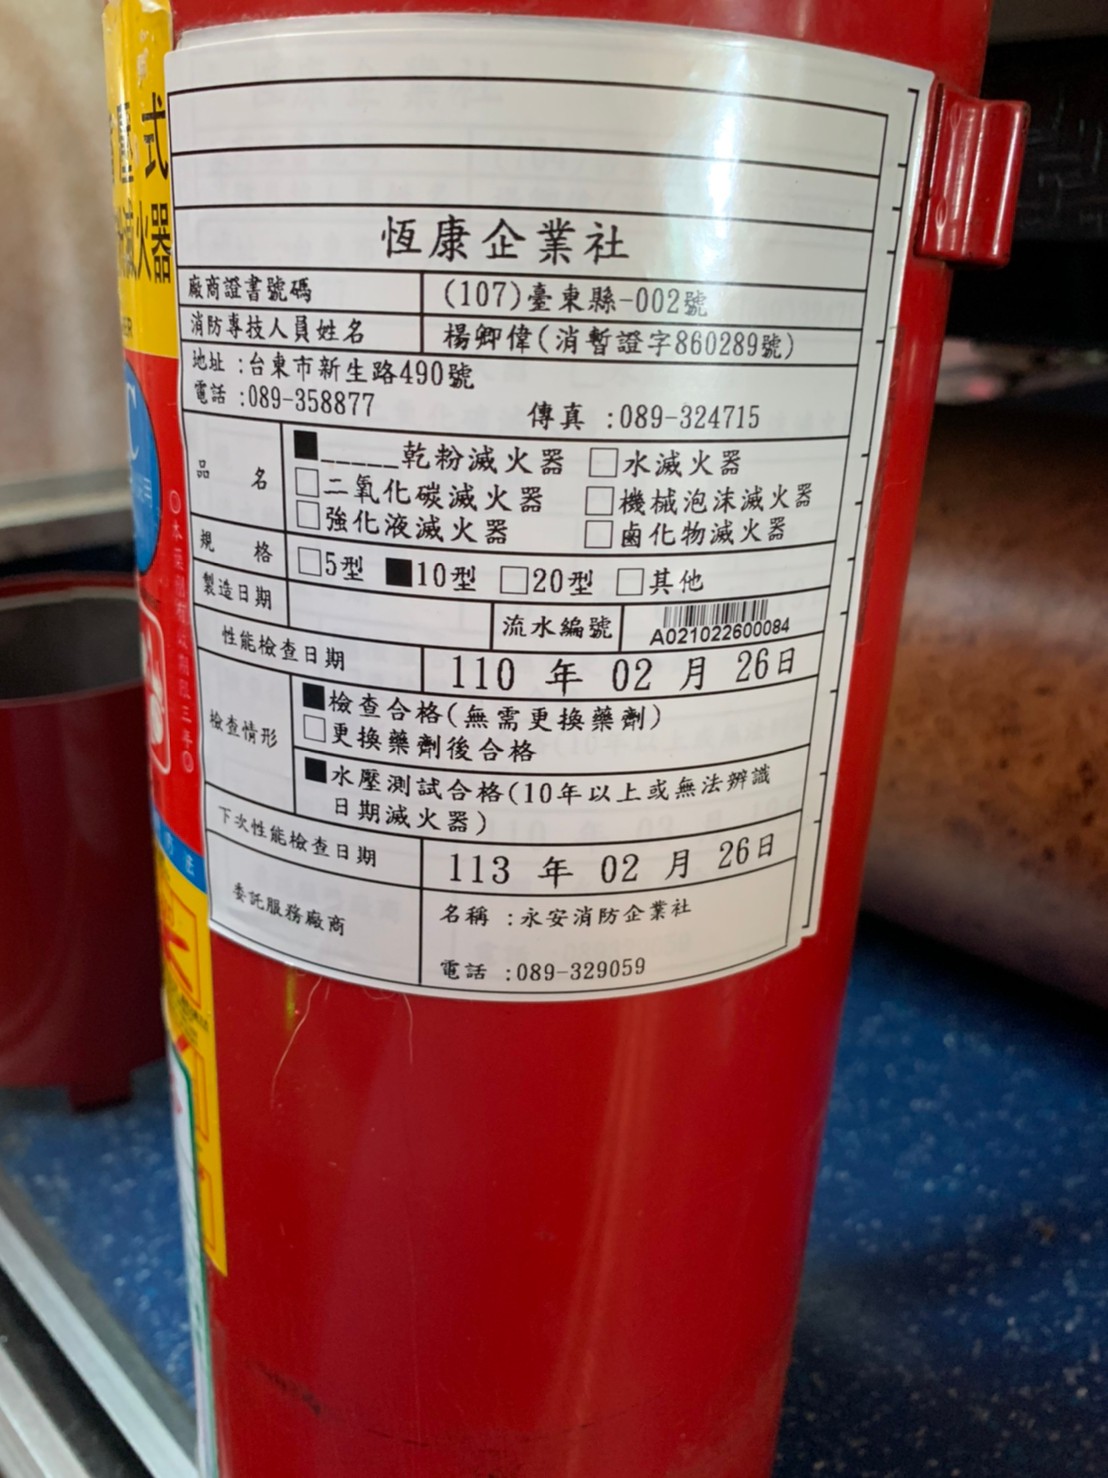 式
滅火器
恆康企業社
廠商證書號碼 (107)臺東縣-002號
消防專技人員姓名 楊卿偉(消暫證字860289號)
地址 :台東市新生路490號
電話 :089-358877 傳真 :089-324715
品名 ■_____乾粉滅火器 □水滅火器
□二氧化碳滅火器 □機械泡沫滅火器
□強化液滅火器 □鹵化物滅火器
規格 □5型 ■10型 □20型 □其他
製造日期 流水編號 A021022600084
性能檢查日期 110 年 02 月 26日
檢查情形 ■檢查合格(無需更換藥劑)
□更換藥劑後合格
■水壓測試合格(10年以上或無法辨識
日期滅火器)
下次性能檢查日期 113 年 02 月 26日
委託服務廠商 名稱 :永安消防企業社
電話 :089-329059